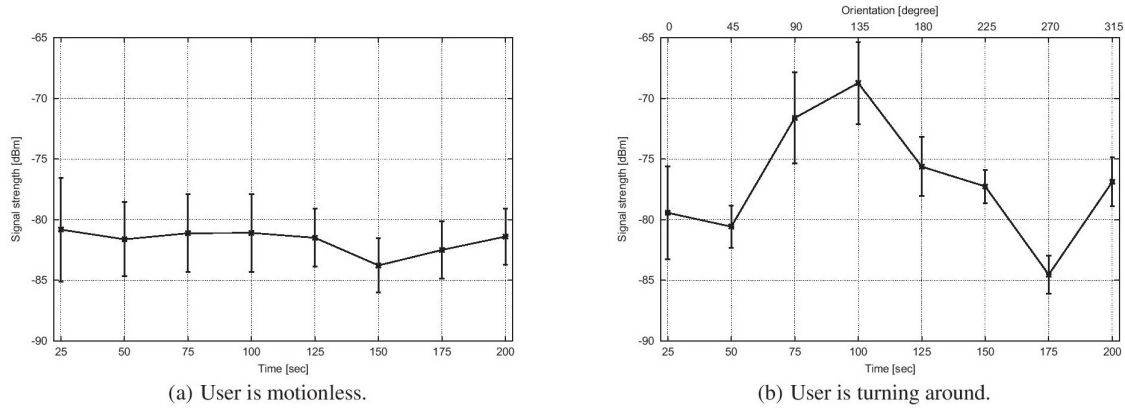 -65
-70
-75
-80
-85
-90
Signal strength [dBm]
25 50 75 100 125 150 175 200
Time [sec]
(a) User is motionless.
Orientation [degree]
0 45 90 135 180 225 270 315
-65
-70
-75
-80
-85
-90
Signal strength [dBm]
25 50 75 100 125 150 175 200
Time [sec]
(b) User is turning around.